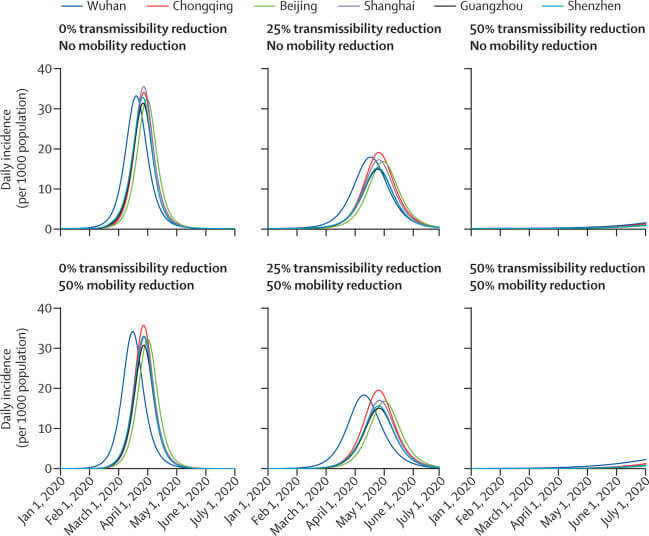 Wuhan Chongqing Beijing Shanghai Guangzhou Shenzhen
0% transmissibility reduction
No mobility reduction
25% transmissibility reduction
No mobility reduction
50% transmissibility reduction
No mobility reduction
Daily incidence
(per 1000 population)
40
30
20
10
0
0% transmissibility reduction
50% mobility reduction
25% transmissibility reduction
50% mobility reduction
50% transmissibility reduction
50% mobility reduction
Daily incidence
(per 1000 population)
40
30
20
10
0
Jan 1, 2020
Feb 1, 2020
March 1, 2020
April 1, 2020
May 1, 2020
June 1, 2020
July 1, 2020
Jan 1, 2020
Feb 1, 2020
March 1, 2020
April 1, 2020
May 1, 2020
June 1, 2020
July 1, 2020
Jan 1, 2020
Feb 1, 2020
March 1, 2020
April 1, 2020
May 1, 2020
June 1, 2020
July 1, 2020